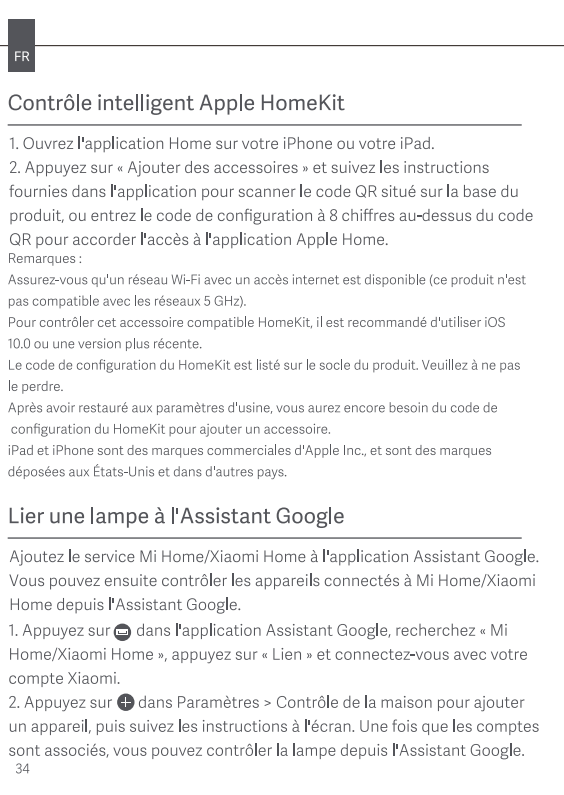 FR
Contrôle intelligent Apple HomeKit
1. Ouvrez l'application Home sur votre iPhone ou votre iPad.
2. Appuyez sur « Ajouter des accessoires » et suivez les instructions
fournies dans l'application pour scanner le code QR situé sur la base du
produit, ou entrez le code de configuration à 8 chiffres au-dessus du code
QR pour accorder l'accès à l'application Apple Home.
Remarques :
Assurez-vous qu'un réseau Wi-Fi avec un accès internet est disponible (ce produit n'est
pas compatible avec les réseaux 5 GHz).
Pour contrôler cet accessoire compatible HomeKit, il est recommandé d'utiliser iOS
10.0 ou une version plus récente.
Le code de configuration du HomeKit est listé sur le socle du produit. Veuillez à ne pas
le perdre.
Après avoir restauré aux paramètres d'usine, vous aurez encore besoin du code de
configuration du HomeKit pour ajouter un accessoire.
iPad et iPhone sont des marques commerciales d'Apple Inc., et sont des marques
déposées aux États-Unis et dans d'autres pays.
Lier une lampe à l'Assistant Google
Ajoutez le service Mi Home/Xiaomi Home à l'application Assistant Google.
Vous pouvez ensuite contrôler les appareils connectés à Mi Home/Xiaomi
Home depuis l'Assistant Google.
1. Appuyez sur dans l'application Assistant Google, recherchez « Mi
Home/Xiaomi Home », appuyez sur « Lien » et connectez-vous avec votre
compte Xiaomi.
2. Appuyez sur dans Paramètres > Contrôle de la maison pour ajouter
un appareil, puis suivez les instructions à l'écran. Une fois que les comptes
sont associés, vous pouvez contrôler la lampe depuis l'Assistant Google.
34